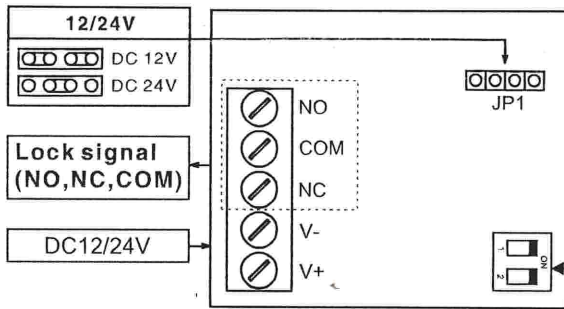 12/24V
DC 12V
DC 24V
JP1
NO
COM
NC
V-
V+
Lock signal
(NO,NC,COM)
DC12/24V
1
2
ON